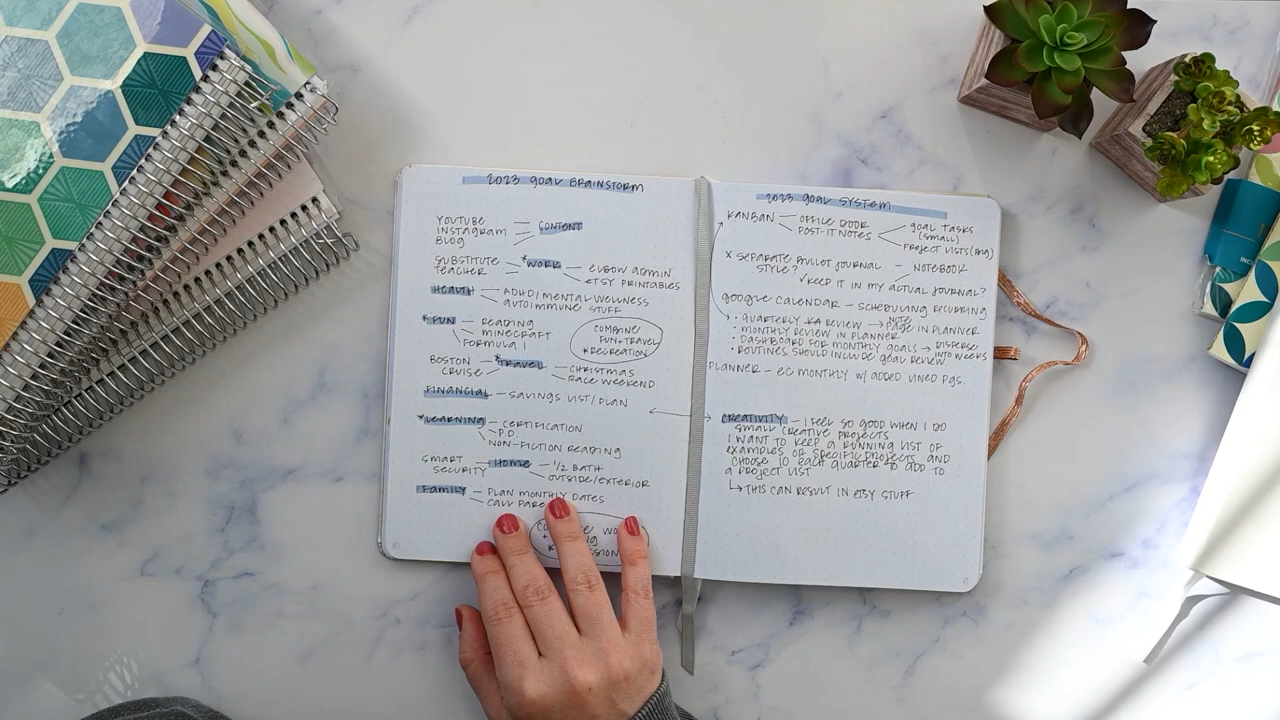 2023 GOAL BRAINSTORM
YOUTUBE
INSTAGRAM
BLOG
CONTENT
SUBSTITUTE
TEACHER
*WORK
ELBOW ADMIN
ETSY PRINTABLES
HEALTH
ADHD/MENTAL WELLNESS
AUTOIMMUNE STUFF
*FUN
READING
MINECRAFT
FORMULA 1
COMBINE
FUN+TRAVEL
*RECREATION
BOSTON
CRUISE
*TRAVEL
CHRISTMAS
RACE WEEKEND
FINANCIAL
SAVINGS LIST/PLAN
*LEARNING
CERTIFICATION
P.D.
NON-FICTION READING
SMART
SECURITY
HOME
1/2 BATH
OUTSIDE/EXTERIOR
FAMILY
PLAN MONTHLY DATES
CALL
2023 GOAL SYSTEM
KANBAN
OFFICE DOOR
POST-IT NOTES
GOAL TASKS
(SMALL)
PROJECT LISTS (BIG)
* SEPARATE BULLET JOURNAL
STYLE?
NOTEBOOK
✓KEEP IT IN MY ACTUAL JOURNAL?
GOOGLE CALENDAR – SCHEDULING RECURRING
• QUARTERLY REVIEW → NOTE PAGE IN PLANNER
• MONTHLY REVIEW IN PLANNER
• DASHBOARD FOR MONTHLY GOALS → DISPERSE INTO WEEKS
• ROUTINES SHOULD INCLUDE GOAL REVIEW
PLANNER – EC MONTHLY W/ ADDED LINED PGS.
CREATIVITY – I FEEL SO GOOD WHEN I DO
SMALL CREATIVE PROJECTS
I WANT TO KEEP A RUNNING LIST OF
EXAMPLES OR SPECIFIC PROJECTS AND
CHOOSE 10 EACH QUARTER TO ADD TO
A PROJECT LIST
↳ THIS CAN RESULT IN ETSY STUFF